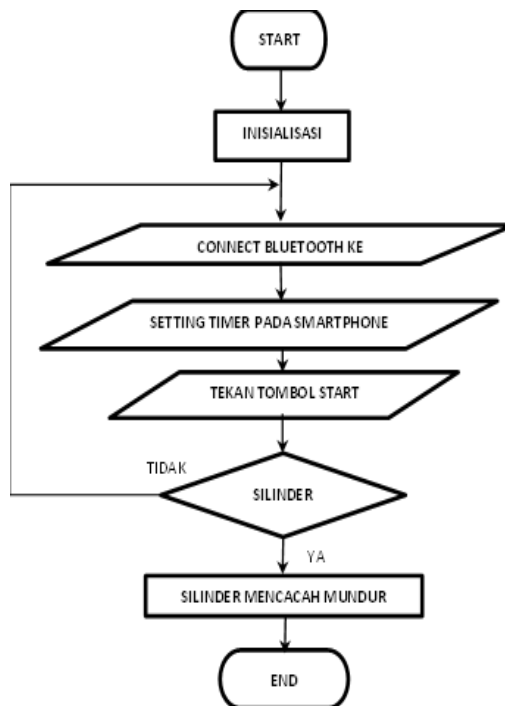 START
INISIALISASI
CONNECT BLUETOOTH KE
SETTING TIMER PADA SMARTPHONE
TEKAN TOMBOL START
TIDAK
SILINDER
YA
SILINDER MENCACAH MUNDUR
END